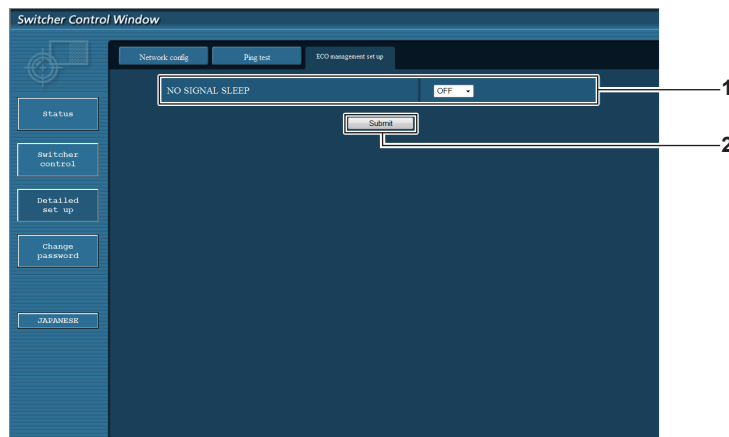 Switcher Control Window
Network config
Ping test
ECO management set up
NO SIGNAL SLEEP
OFF
1
Submit
2
Status
Switcher
control
Detailed
set up
Change
password
JAPANESE